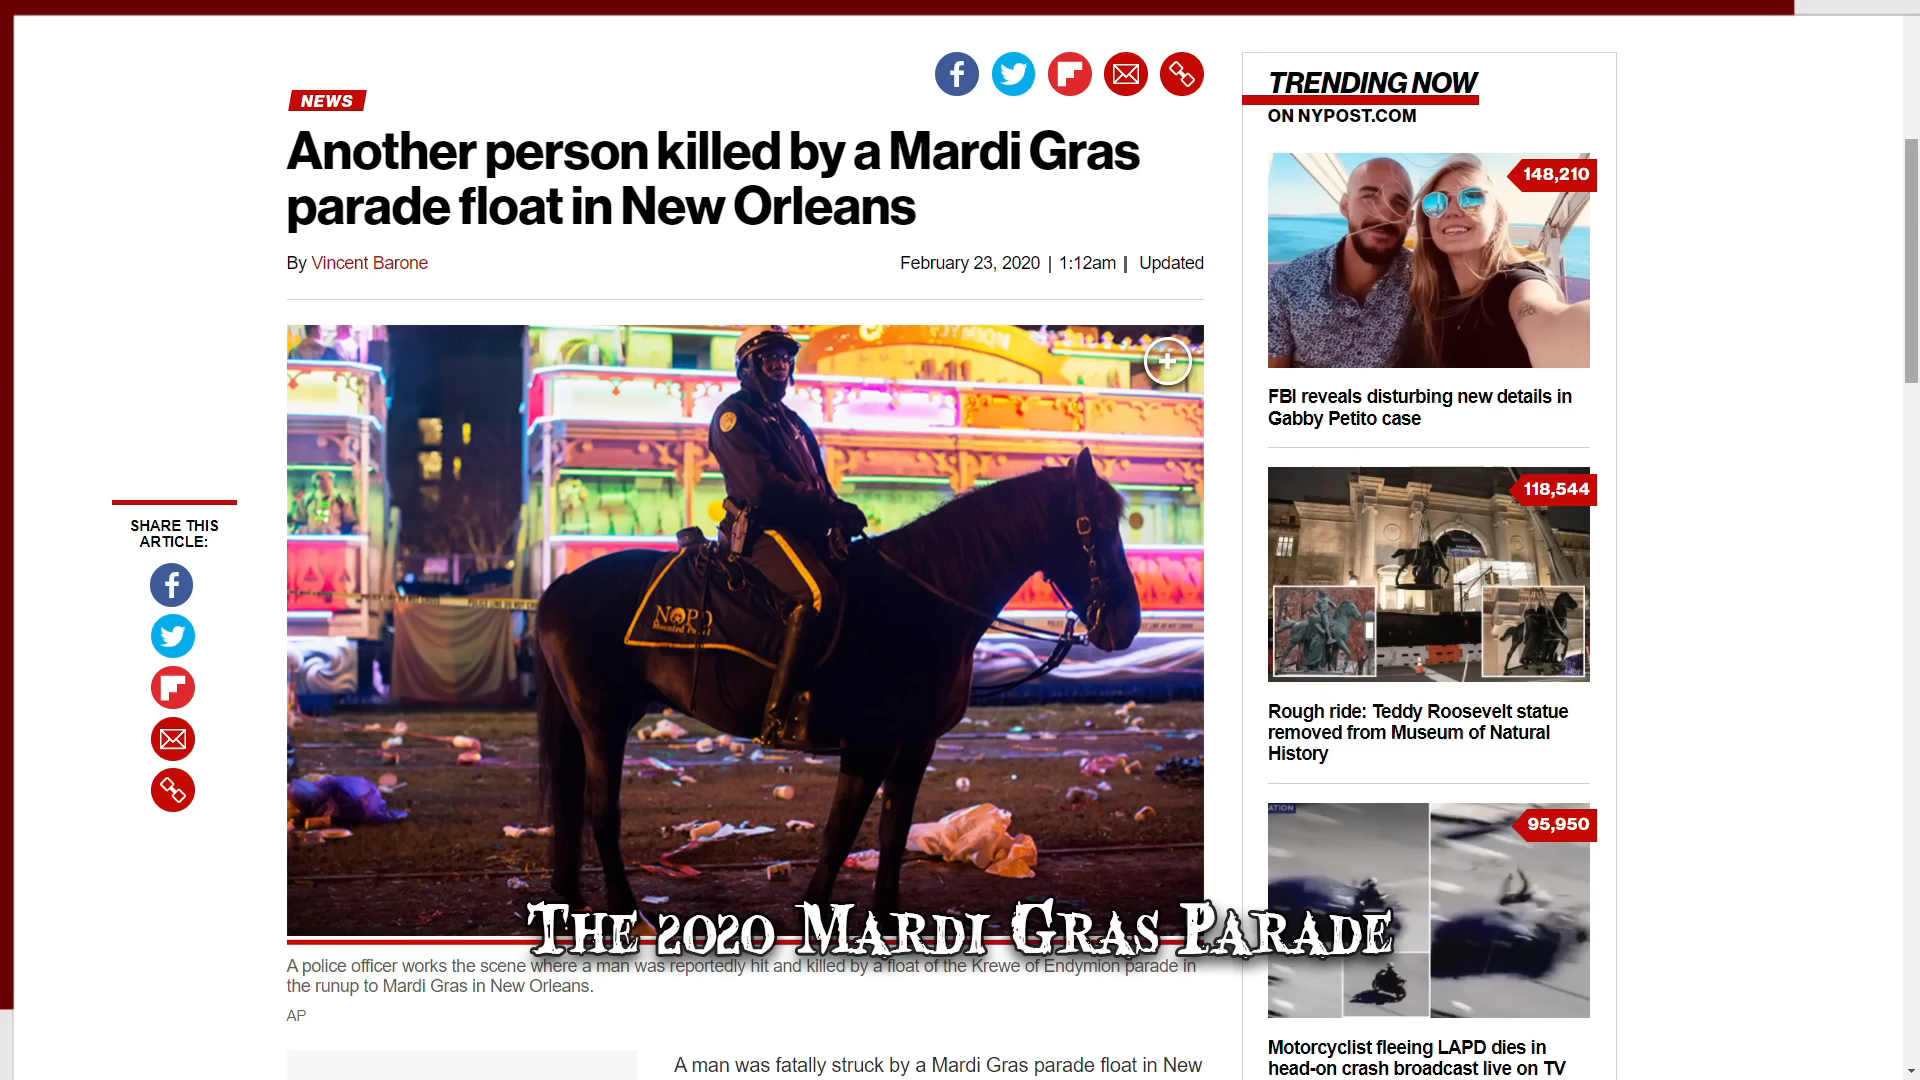 NEWS
Another person killed by a Mardi Gras
parade float in New Orleans
By Vincent Barone
February 23, 2020 | 1:12am | Updated
SHARE THIS
ARTICLE:
NOPD
Mounted Patrol
THE 2020 MARDI GRAS PARADE
A police officer works the scene where a man was reportedly hit and killed by a float of the Krewe of Endymion parade in
the runup to Mardi Gras in New Orleans.
AP
A man was fatally struck by a Mardi Gras parade float in New
TRENDING NOW
ON NYPOST.COM
148,210
FBI reveals disturbing new details in
Gabby Petito case
118,544
Rough ride: Teddy Roosevelt statue
removed from Museum of Natural
History
ATION
95,950
Motorcyclist fleeing LAPD dies in
head-on crash broadcast live on TV